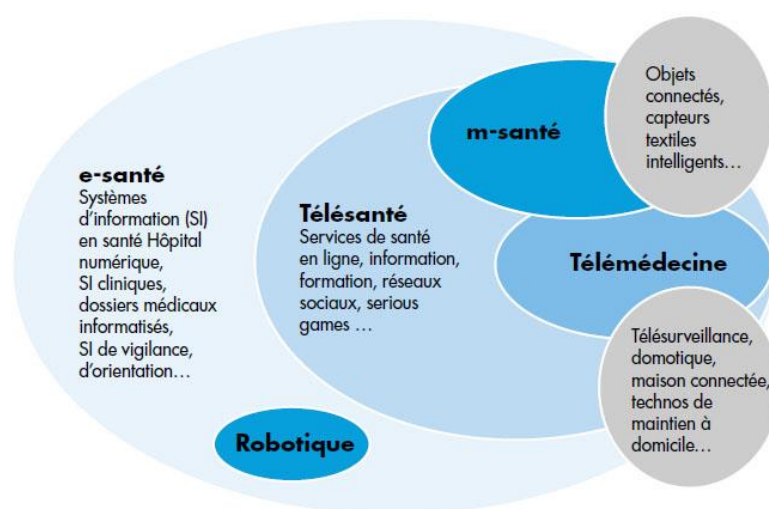 e-santé
Systèmes
d'information (SI)
en santé Hôpital
numérique,
SI cliniques,
dossiers médicaux
informatisés,
SI de vigilance,
d'orientation...
Télésanté
Services de santé
en ligne, information,
formation, réseaux
sociaux, serious
games ...
m-santé
Objets
connectés,
capteurs
textiles
intelligents...
Télémédecine
Télésurveillance,
domotique,
maison connectée,
technos de
maintien à
domicile...
Robotique